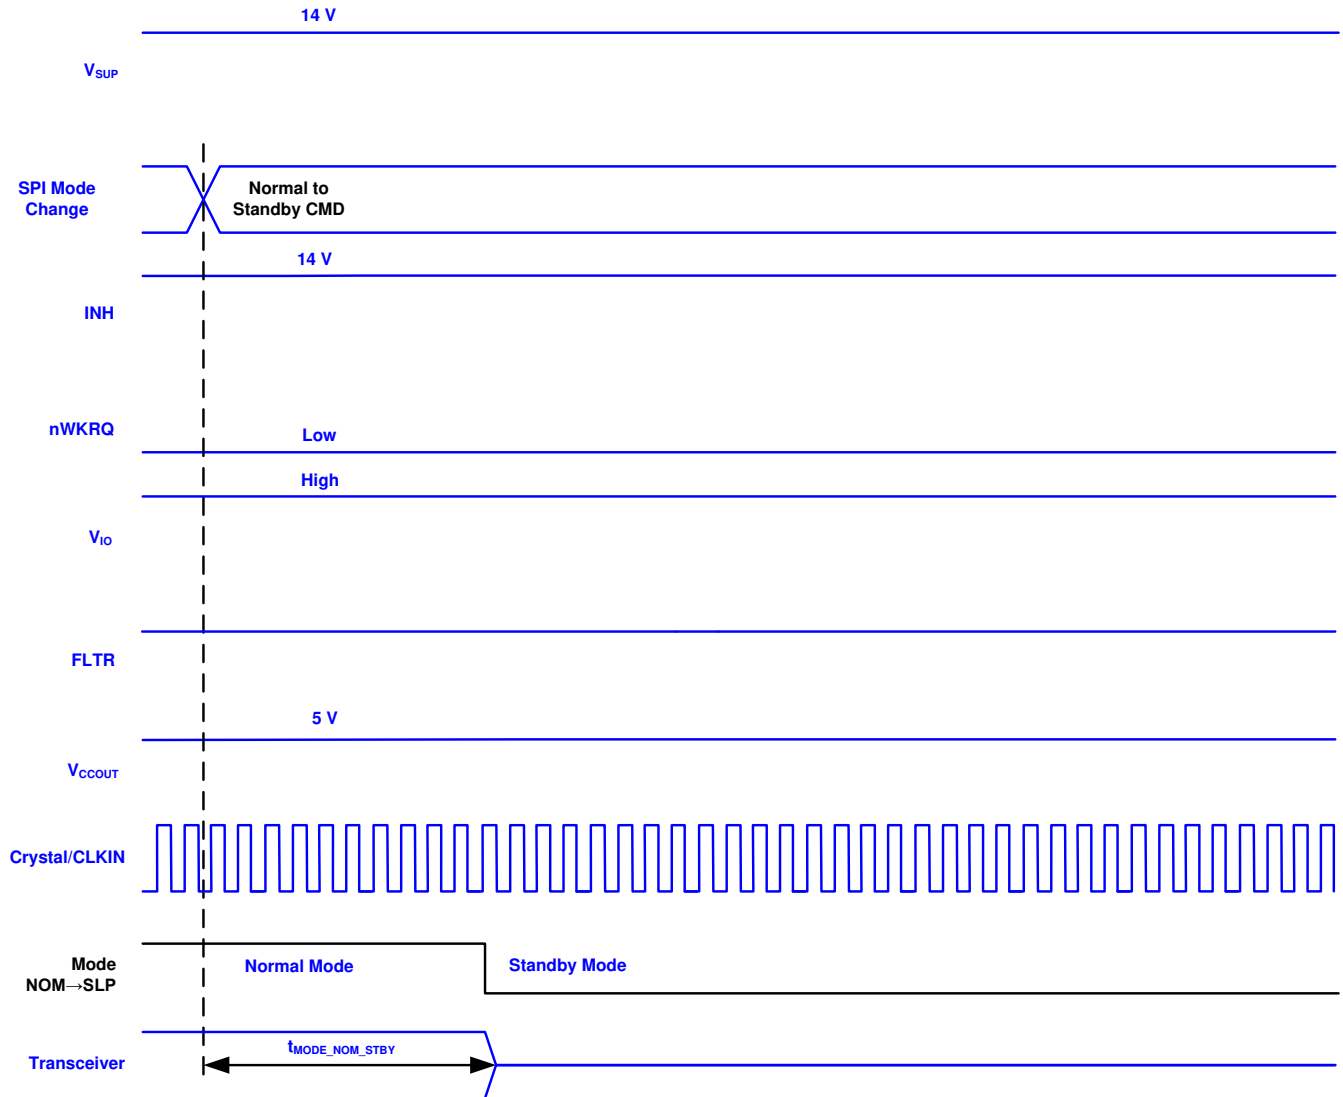 14 V
VSUP
SPI Mode
Change
Normal to
Standby CMD
14 V
INH
nWKRQ
Low
High
VIO
FLTR
5 V
VCCOUT
Crystal/CLKIN
Mode
NOM→SLP
Normal Mode
Standby Mode
Transceiver
tMODE_NOM_STBY